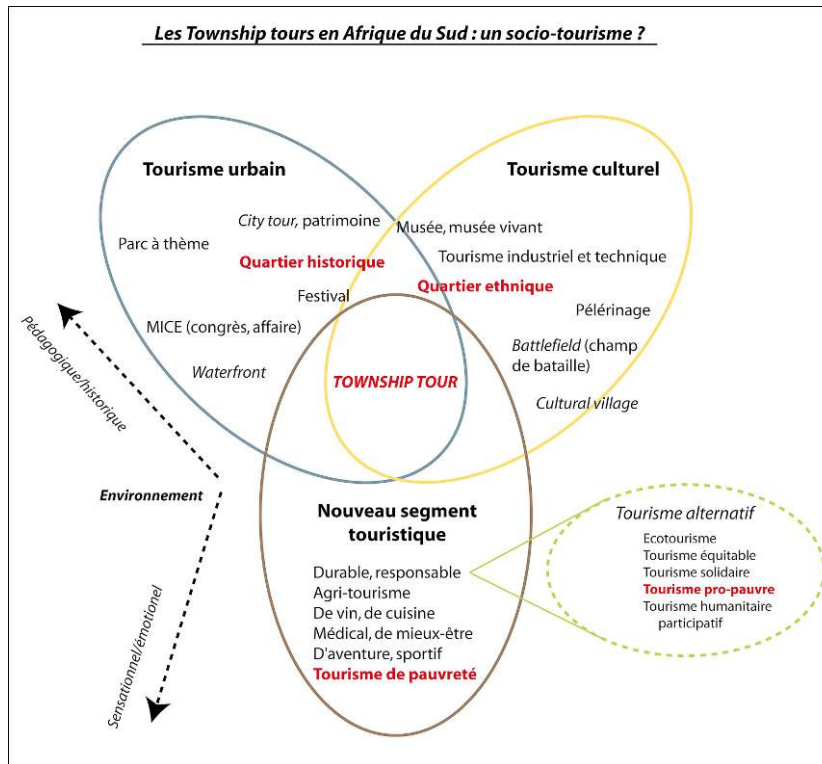 Les Township tours en Afrique du Sud : un socio-tourisme ?
Tourisme urbain
Tourisme culturel
City tour, patrimoine
Musée, musée vivant
Parc à thème
Tourisme industriel et technique
Quartier historique
Quartier ethnique
Festival
Pélérinage
MICE (congrès, affaire)
Battlefield (champ
de bataille)
Waterfront
TOWNSHIP TOUR
Cultural village
Pédagogique/historique
Environnement
Sensationnel/émotionel
Nouveau segment
touristique
Durable, responsable
Agri-tourisme
De vin, de cuisine
Médical, de mieux-être
D'aventure, sportif
Tourisme de pauvreté
Tourisme alternatif
Ecotourisme
Tourisme équitable
Tourisme solidaire
Tourisme pro-pauvre
Tourisme humanitaire
participatif